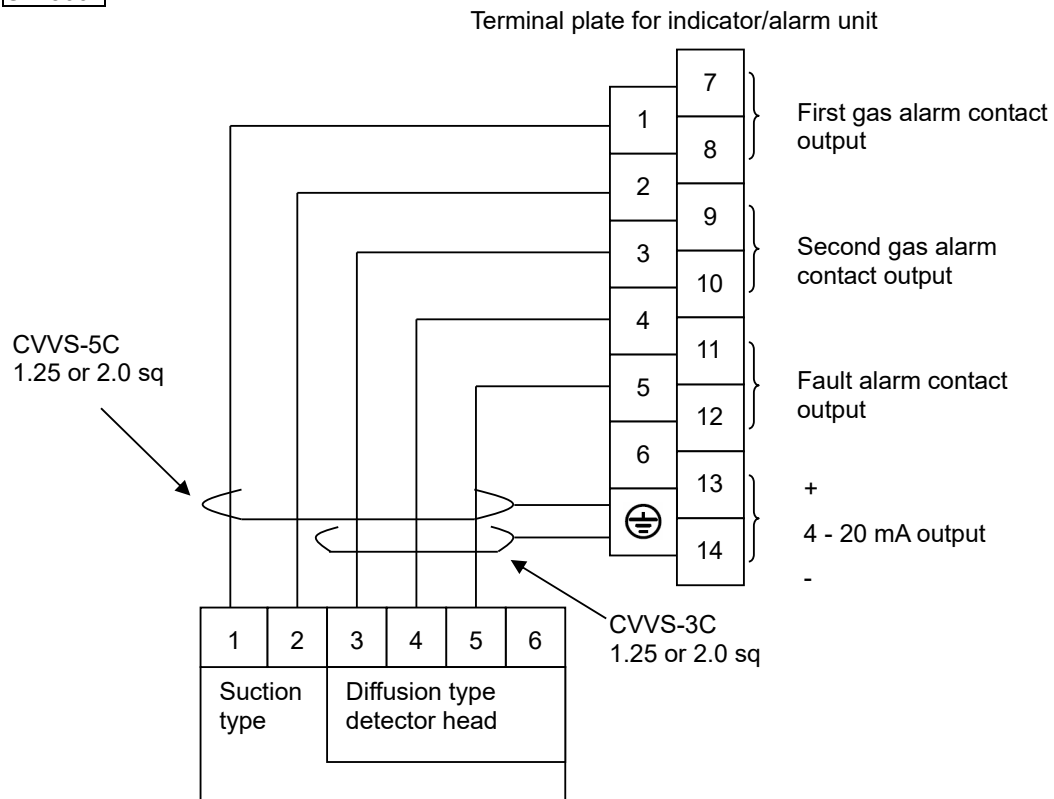 Terminal plate for indicator/alarm unit
7
1
8
First gas alarm contact
output
2
9
3
10
Second gas alarm
contact output
4
11
5
12
Fault alarm contact
output
6
13
14
+
4 - 20 mA output
-
CVVS-5C
1.25 or 2.0 sq
CVVS-3C
1.25 or 2.0 sq
1 2 3 4 5 6
Suction
type
Diffusion type
detector head